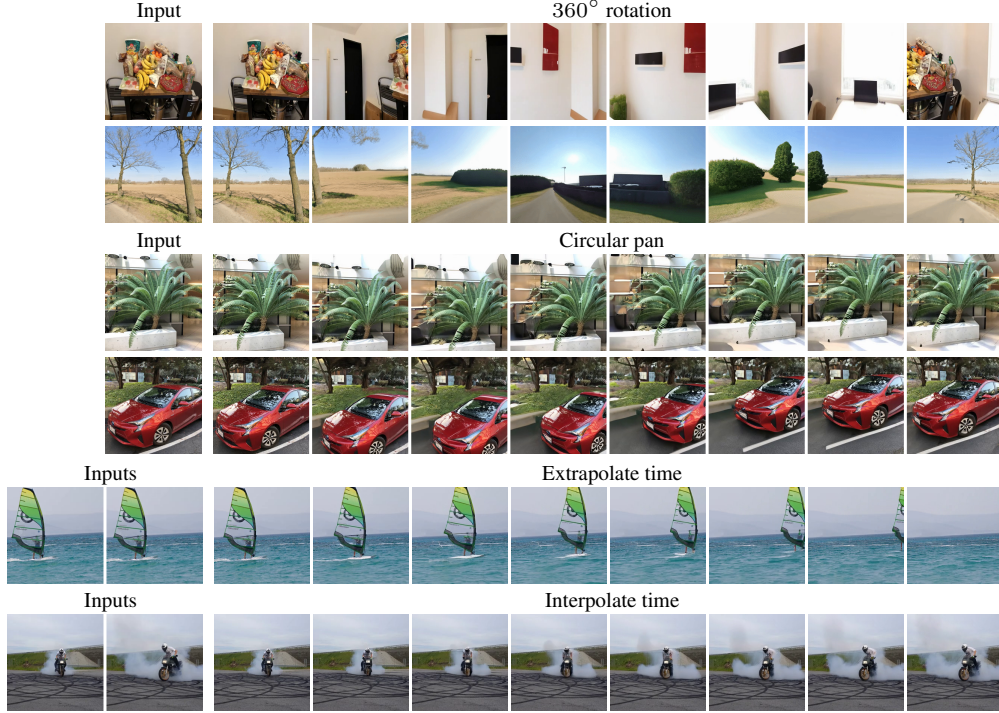 Input 360° rotation
Input Circular pan
Inputs Extrapolate time
Inputs Interpolate time